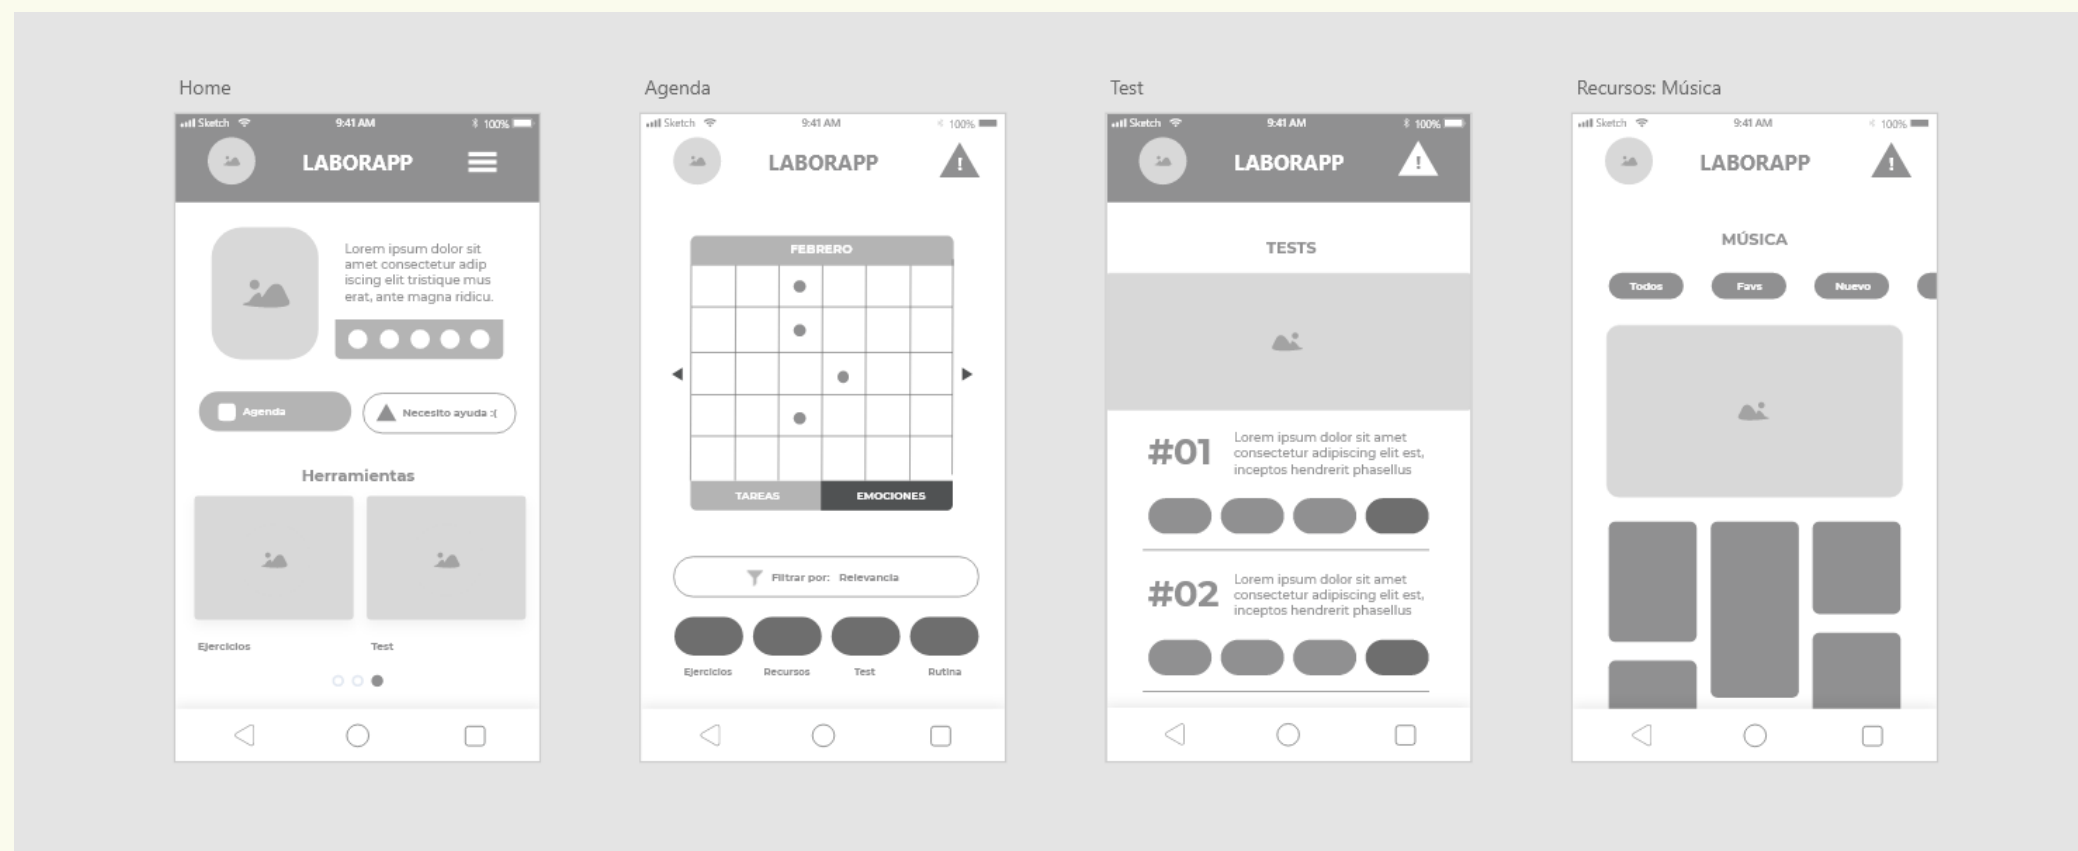 Home
Sketch 9:41 AM 100%
LABORAPP
Lorem ipsum dolor sit
amet consectetur adip
iscing elit tristique mus
erat, ante magna ridicu.
Agenda
Necesito ayuda :(
Herramientas
Ejercicios
Test
Agenda
Sketch 9:41 AM 100%
LABORAPP
!
FEBRERO
TAREAS
EMOCIONES
Filtrar por: Relevancia
Ejercicios
Recursos
Test
Rutina
Test
Sketch 9:41 AM 100%
LABORAPP
!
TESTS
#01
Lorem ipsum dolor sit amet
consectetur adipiscing elit est,
inceptos hendrerit phasellus
#02
Lorem ipsum dolor sit amet
consectetur adipiscing elit est,
inceptos hendrerit phasellus
Recursos: Música
Sketch 9:41 AM 100%
LABORAPP
!
MÚSICA
Todos
Favs
Nuevo